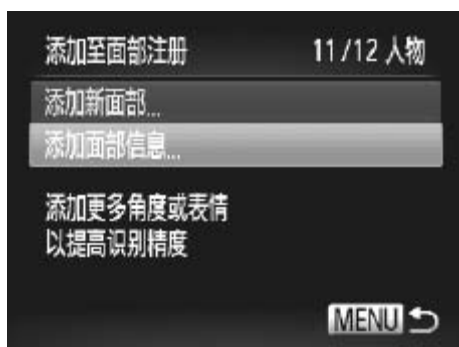 添加至面部注册 11/12 人物
添加新面部...
添加面部信息...
添加更多角度或表情
以提高识别精度
MENU